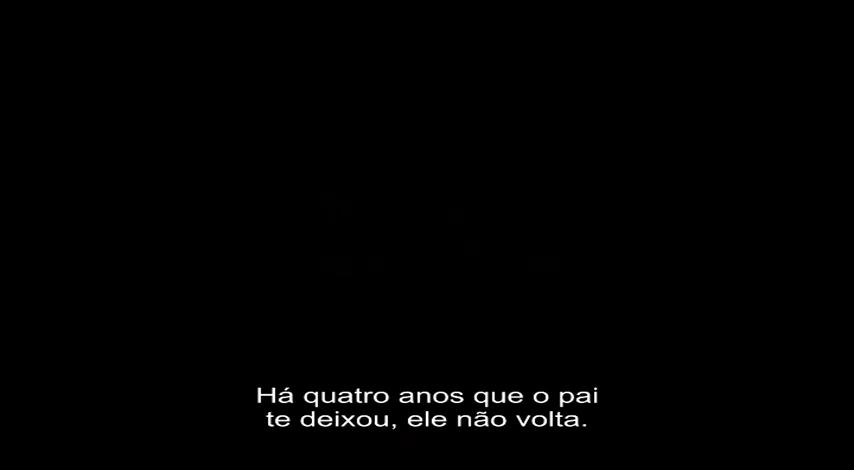 Há quatro anos que o pai
te deixou, ele não volta.